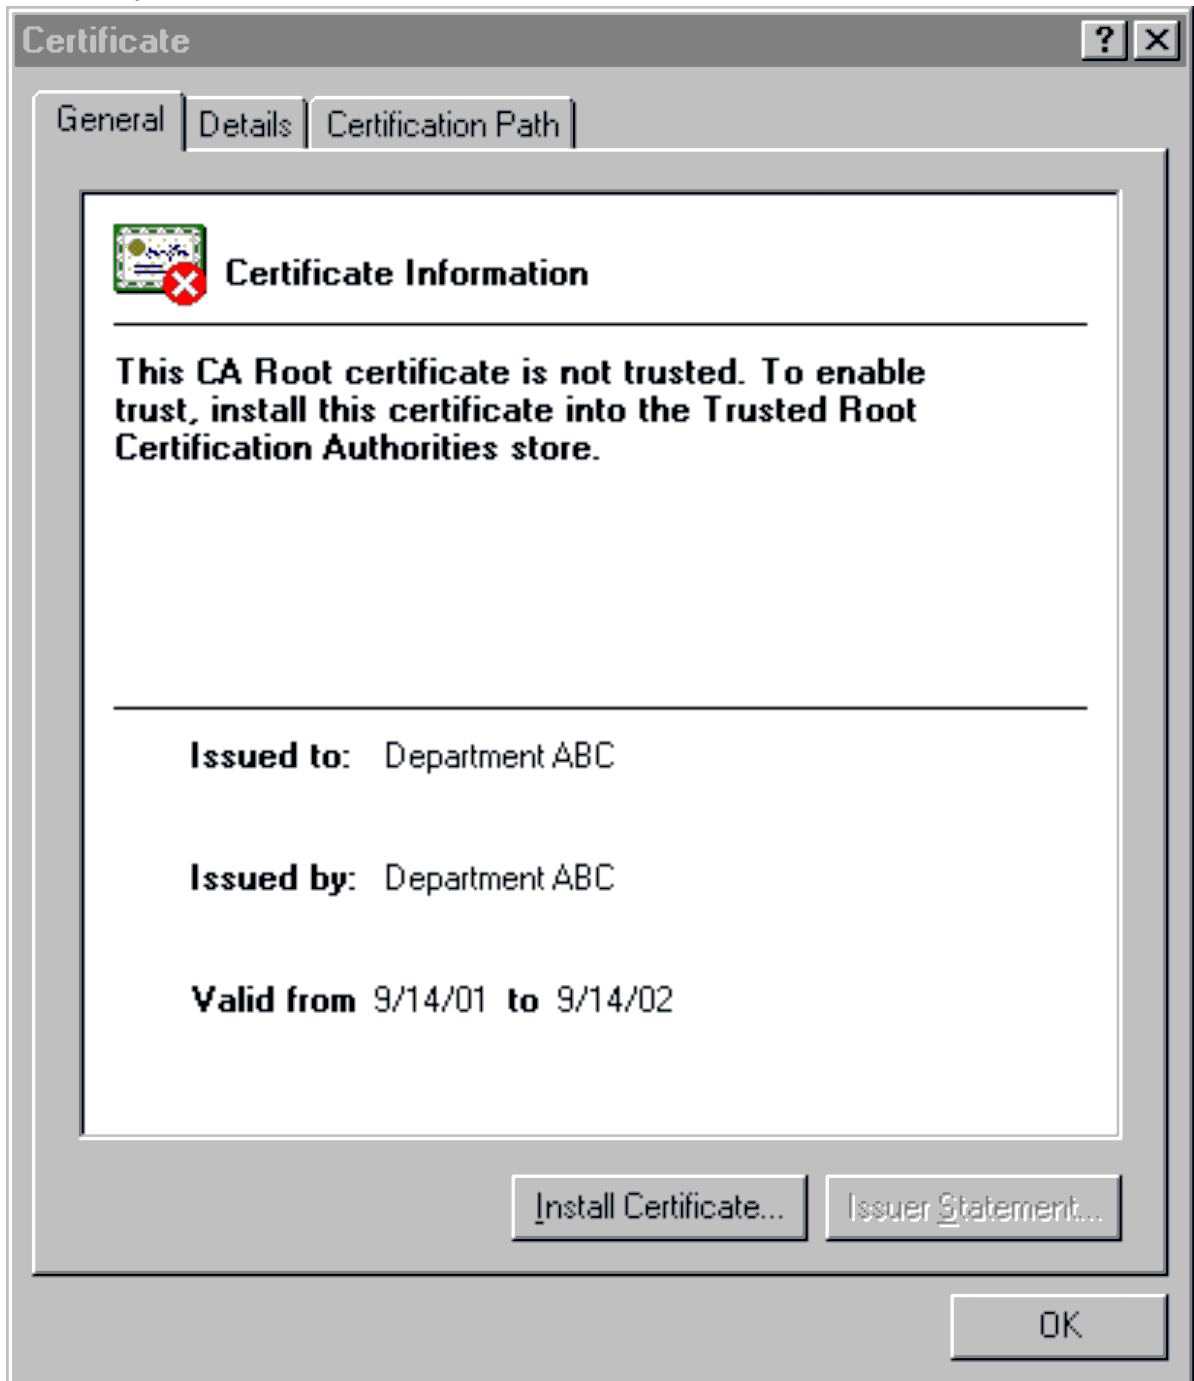 Certificate
?
General Details Certification Path
Certificate Information
This CA Root certificate is not trusted. To enable
trust, install this certificate into the Trusted Root
Certification Authorities store.
Issued to: Department ABC
Issued by: Department ABC
Valid from 9/14/01 to 9/14/02
Install Certificate... Issuer Statement...
OK